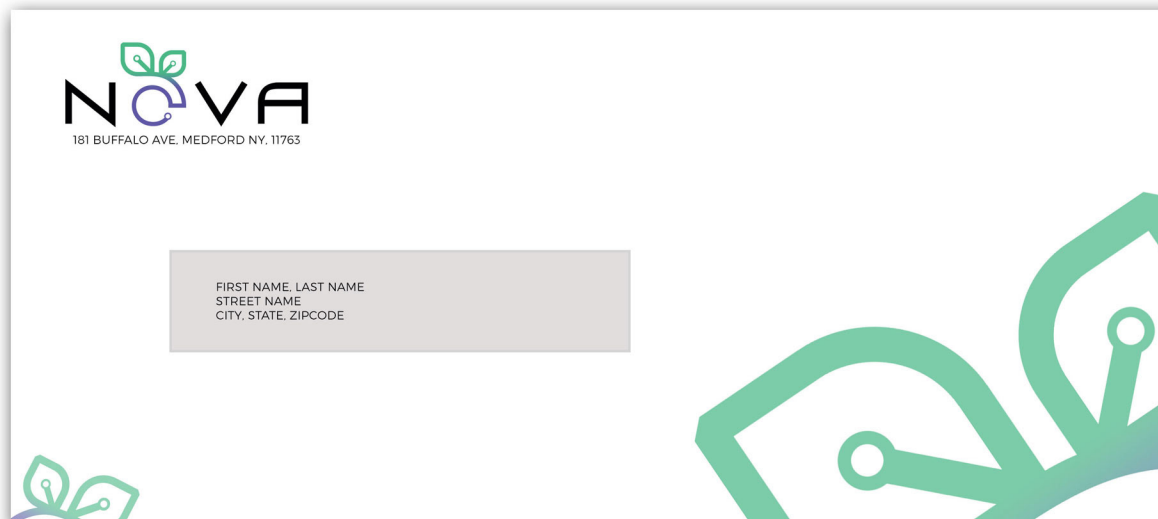 NOVA
181 BUFFALO AVE, MEDFORD NY, 11763
FIRST NAME, LAST NAME
STREET NAME
CITY, STATE, ZIPCODE